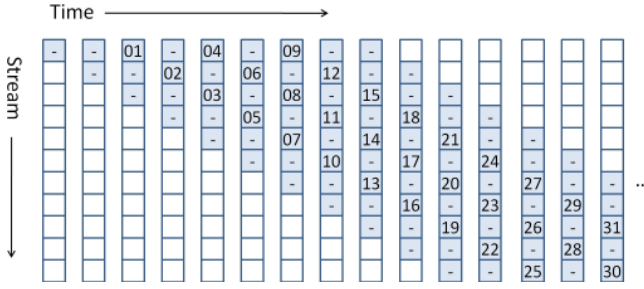 Time
Stream
- - 01 - 04 - 09 - -
- - 02 - 06 - 12 - -
- - 03 - 08 - 15 - -
- - 05 - 11 - 18 - -
- - 07 - 14 - 21 - -
- - 10 - 17 - 24 - -
- - 13 - 20 - 27 - - ..
- - 16 - 23 - 29 -
- - 19 - 26 - 31
- - 22 - 28 -
- - 25 - 30